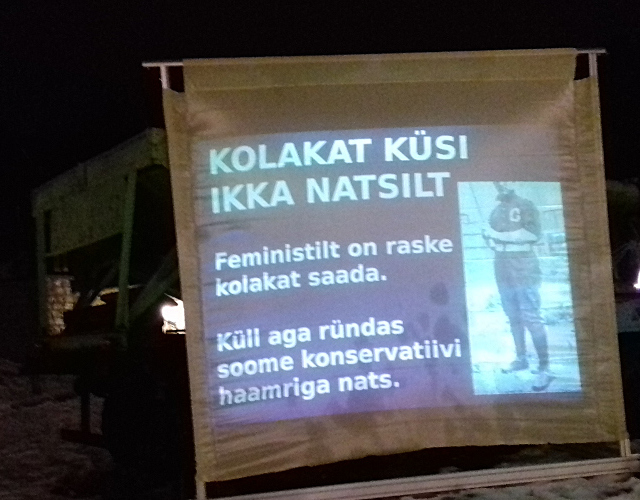 KOLAKAT KÜSI
IKKA NATSILT
Feministilt on raske
kolakat saada.
Küll aga ründas
soome konservatiivi
haamriga nats.
G